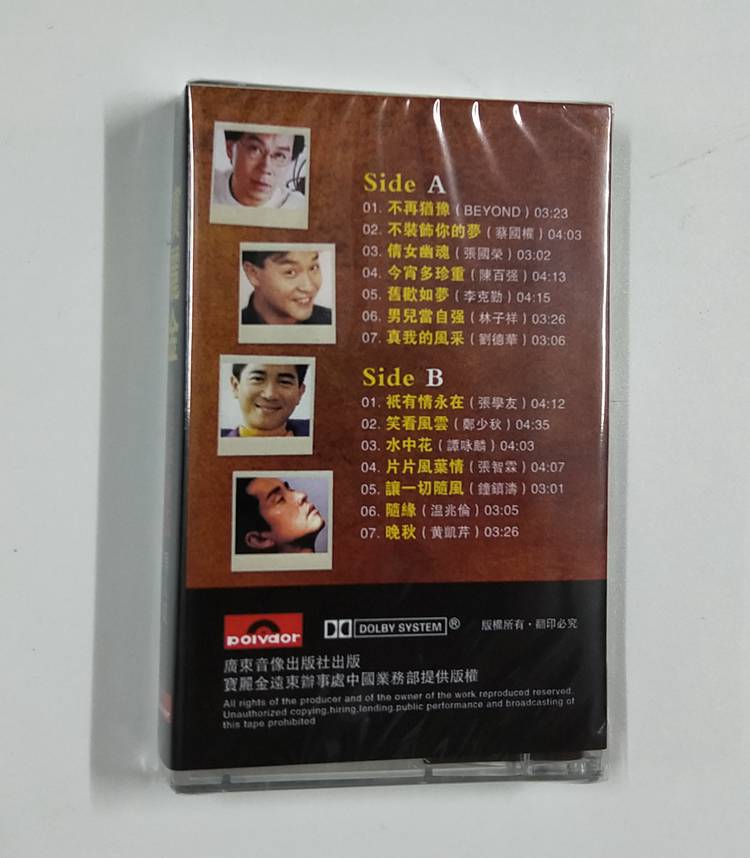 Side A
01. 不再猶豫 ( BEYOND ) 03:23
02. 不裝飾你的夢 ( 蔡國權 ) 04:03
03. 倩女幽魂 ( 張國榮 ) 03:02
04. 今宵多珍重 ( 陳百强 ) 04:13
05. 舊歡如夢 ( 李克勤 ) 04:15
06. 男兒當自强 ( 林子祥 ) 03:26
07. 真我的風采 ( 劉德華 ) 03:06
Side B
01. 祇有情永在 ( 張學友 ) 04:12
02. 笑看風雲 ( 鄭少秋 ) 04:35
03. 水中花 ( 譚咏麟 ) 04:03
04. 片片風葉情 ( 張智霖 ) 04:07
05. 讓一切隨風 ( 鐘鎮濤 ) 03:01
06. 隨緣 ( 温兆倫 ) 03:05
07. 晚秋 ( 黄凱芹 ) 03:26
polydor
DOLBY SYSTEM ®
版權所有·翻印必究
廣東音像出版社出版
寶麗金遠東辦事處中國業務部提供版權
All rights of the producer and of the owner of the work reproduced reserved.
Unauthorized copying,hiring,lending,public performance and broadcasting of
this tape prohibited